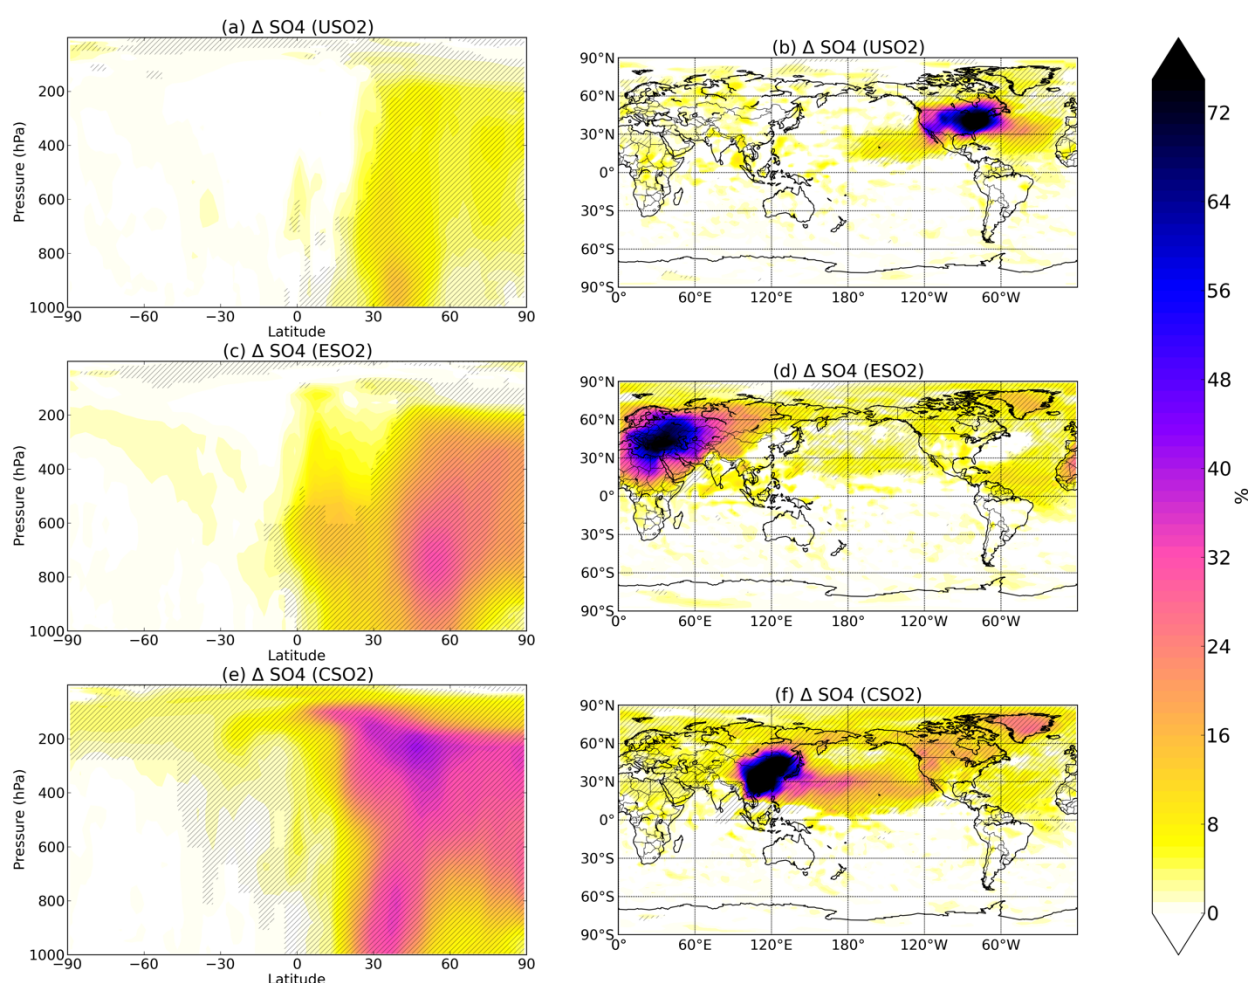 (a) Δ SO4 (USO2)
Pressure (hPa)
200
400
600
800
1000
−90 −60 −30 0 30 60 90
Latitude
(b) Δ SO4 (USO2)
90°N
60°N
30°N
0°
30°S
60°S
90°S
0° 60°E 120°E 180° 120°W 60°W
(c) Δ SO4 (ESO2)
Pressure (hPa)
200
400
600
800
1000
−90 −60 −30 0 30 60 90
Latitude
(d) Δ SO4 (ESO2)
90°N
60°N
30°N
0°
30°S
60°S
90°S
0° 60°E 120°E 180° 120°W 60°W
(e) Δ SO4 (CSO2)
Pressure (hPa)
200
400
600
800
1000
−90 −60 −30 0 30 60 90
Latitude
(f) Δ SO4 (CSO2)
90°N
60°N
30°N
0°
30°S
60°S
90°S
0° 60°E 120°E 180° 120°W 60°W
72
64
56
48
40
32
24
16
8
0
%